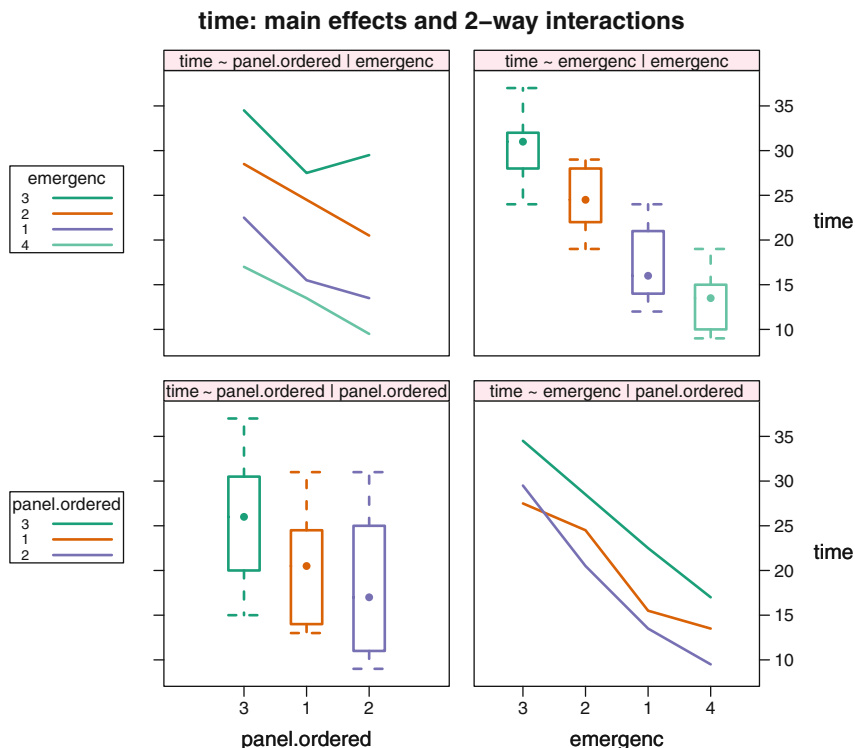 time: main effects and 2−way interactions
time ~ panel.ordered | emergenc
time ~ emergenc | emergenc
emergenc
3
2
1
4
35
30
25
20
15
10
time
time ~ panel.ordered | panel.ordered
time ~ emergenc | panel.ordered
panel.ordered
3
1
2
35
30
25
20
15
10
time
3 1 2
3 2 1 4
panel.ordered
emergenc